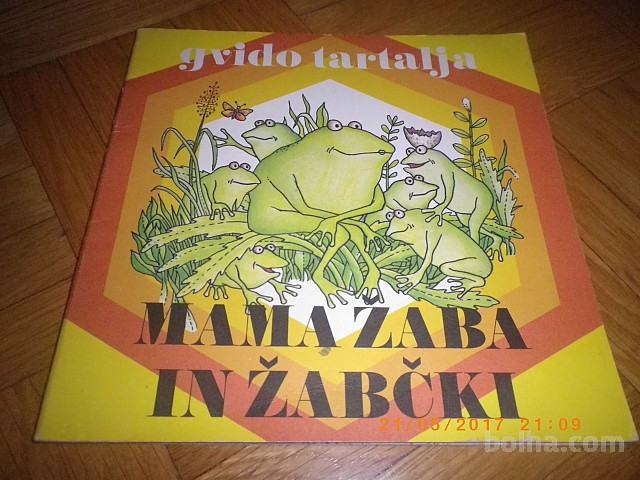 gvido tartalja
MAMA ŽABA
IN ŽABČKI
21/05/2017 21:09
bolha.com